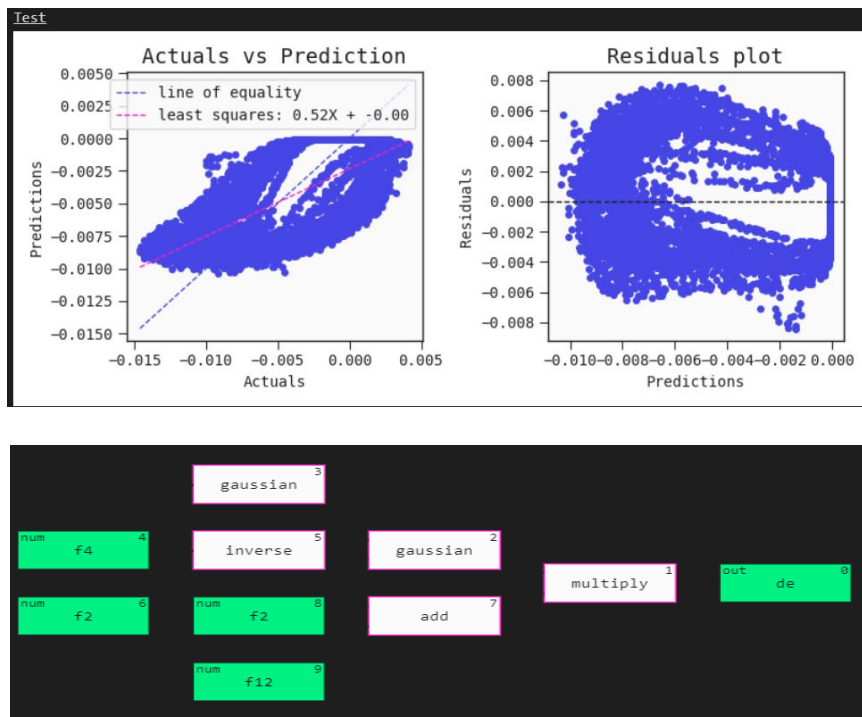 Test
Actuals vs Prediction
0.0050
0.0025
0.0000
−0.0025
−0.0050
−0.0075
−0.0100
−0.0125
−0.0150
Predictions
line of equality
least squares: 0.52X + -0.00
−0.015 −0.010 −0.005 0.000 0.005
Actuals
Residuals plot
0.008
0.006
0.004
0.002
0.000
−0.002
−0.004
−0.006
−0.008
Residuals
−0.010−0.008−0.006−0.004−0.002 0.000
Predictions
3
gaussian
num 4
f4
5
inverse
2
gaussian
1
multiply
out 0
de
num 6
f2
num 8
f2
7
add
num 9
f12